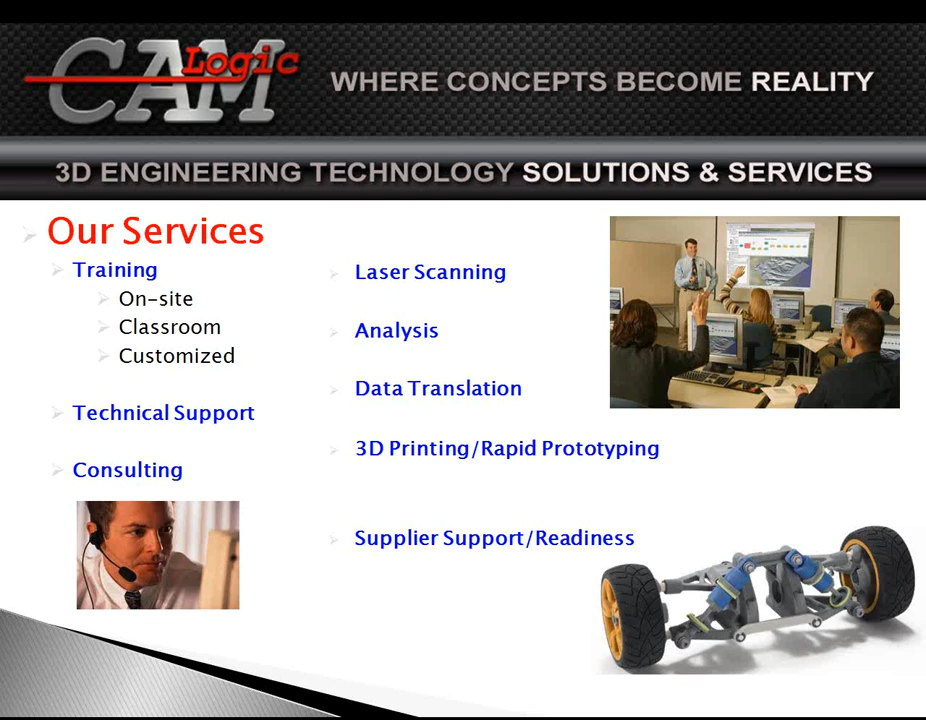 CAM Logic
WHERE CONCEPTS BECOME REALITY
3D ENGINEERING TECHNOLOGY SOLUTIONS & SERVICES
Our Services
Training
On-site
Classroom
Customized
Technical Support
Consulting
Laser Scanning
Analysis
Data Translation
3D Printing/Rapid Prototyping
Supplier Support/Readiness